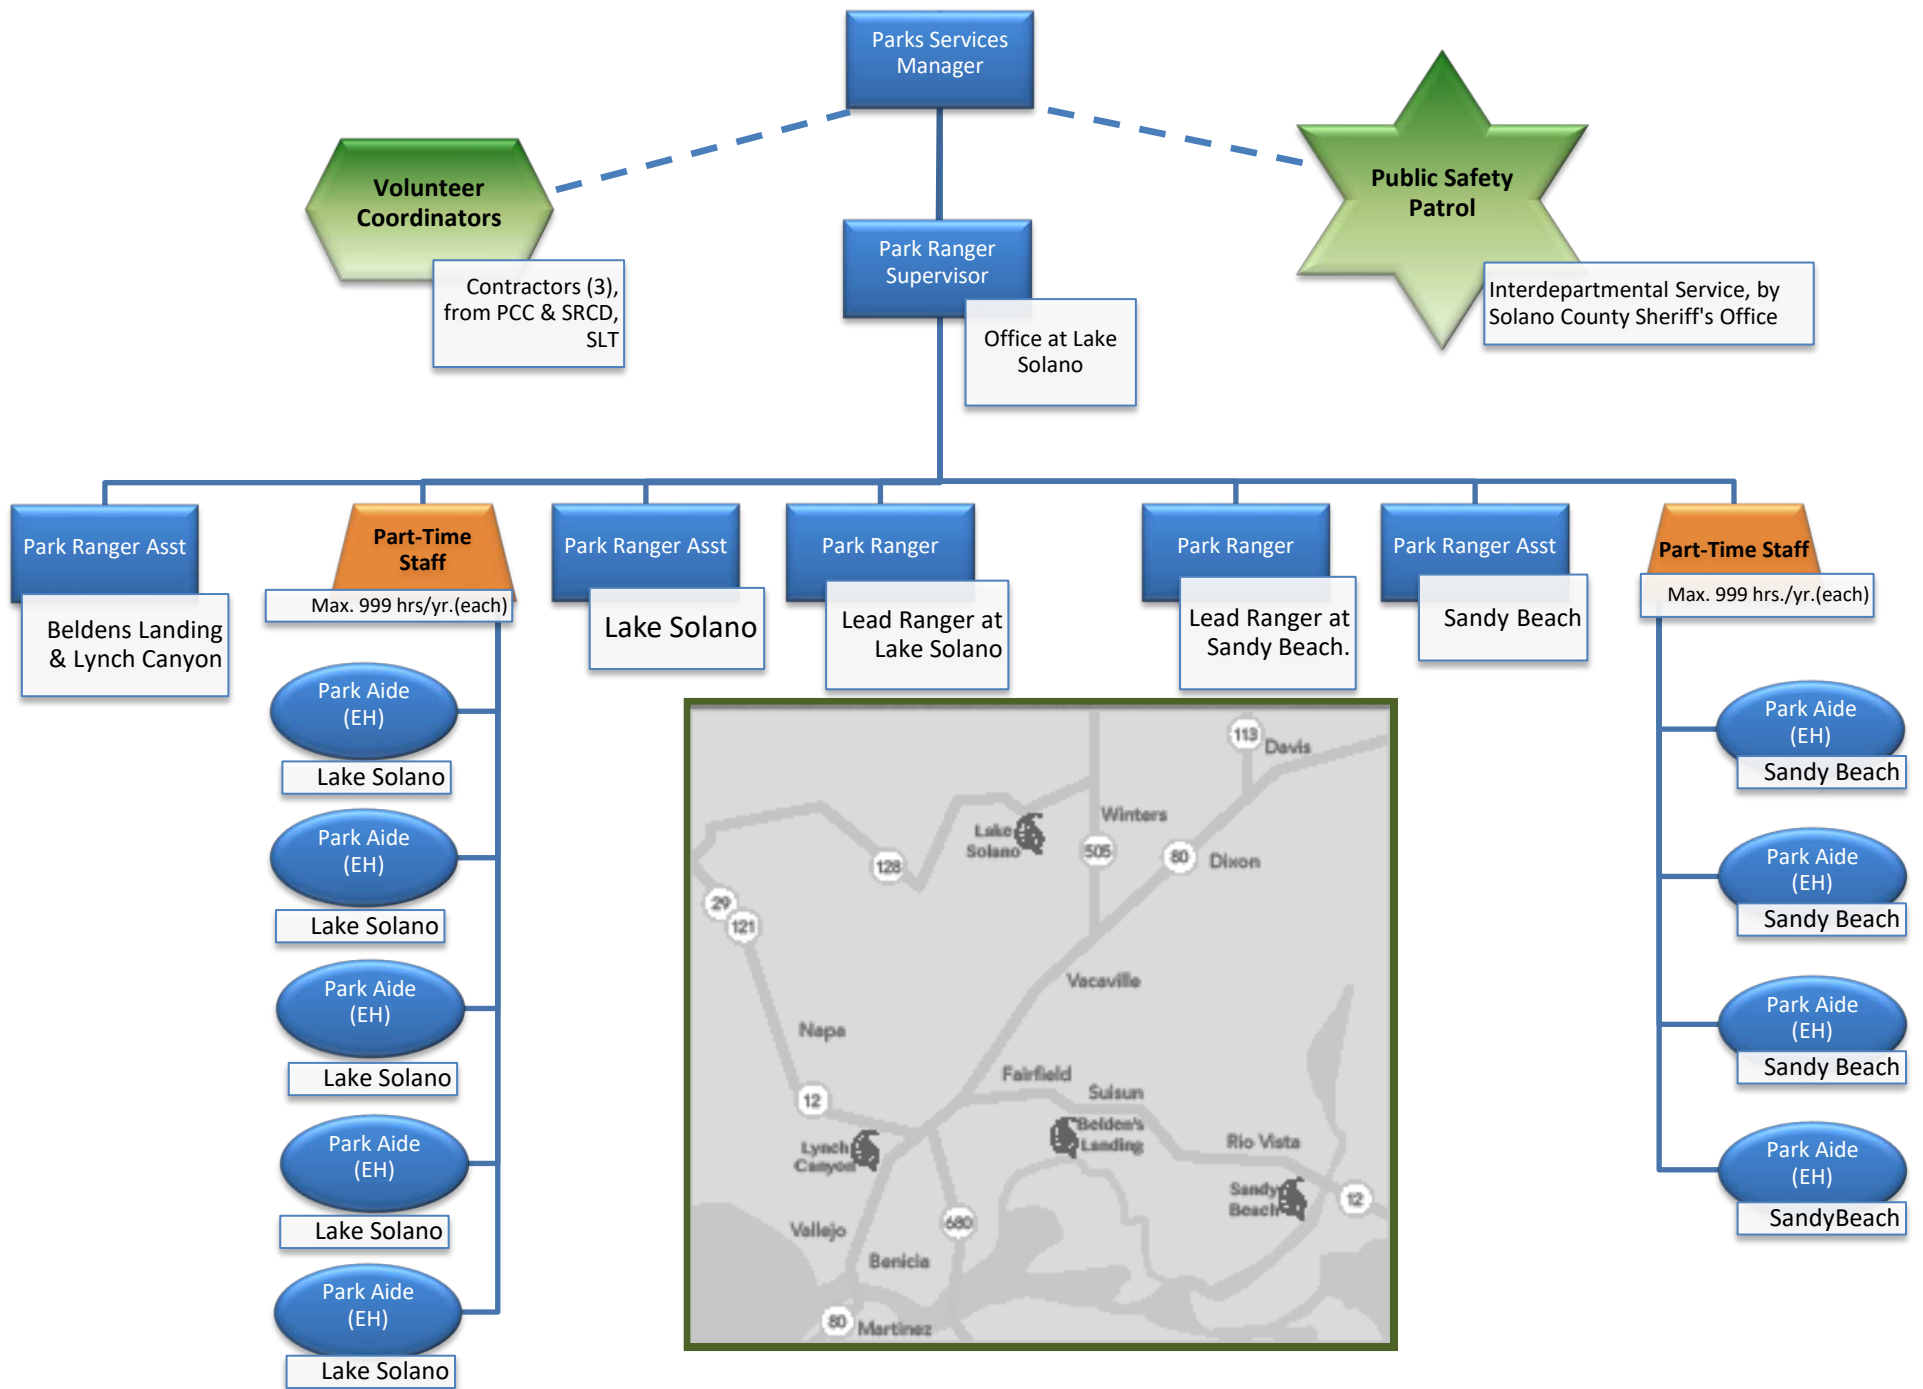 Parks Services
Manager
Volunteer
Coordinators
Contractors (3),
from PCC & SRCD,
SLT
Public Safety
Patrol
Interdepartmental Service, by
Solano County Sheriff's Office
Park Ranger
Supervisor
Office at Lake
Solano
Park Ranger Asst
Beldens Landing
& Lynch Canyon
Part-Time
Staff
Max. 999 hrs/yr.(each)
Park Aide
(EH)
Lake Solano
Park Aide
(EH)
Lake Solano
Park Aide
(EH)
Lake Solano
Park Aide
(EH)
Lake Solano
Park Aide
(EH)
Lake Solano
Park Ranger Asst
Lake Solano
Park Ranger
Lead Ranger at
Lake Solano
Park Ranger
Lead Ranger at
Sandy Beach.
Park Ranger Asst
Sandy Beach
Part-Time Staff
Max. 999 hrs./yr.(each)
Park Aide
(EH)
Sandy Beach
Park Aide
(EH)
Sandy Beach
Park Aide
(EH)
Sandy Beach
Park Aide
(EH)
SandyBeach
113
Davis
Winters
Lake
Solano
505
80
Dixon
128
29
121
Vacaville
Napa
Fairfield
Suisun
12
Belden's
Landing
Lynch
Canyon
Rio Vista
Sandy
Beach
12
Vallejo
680
Benicia
80
Martinez